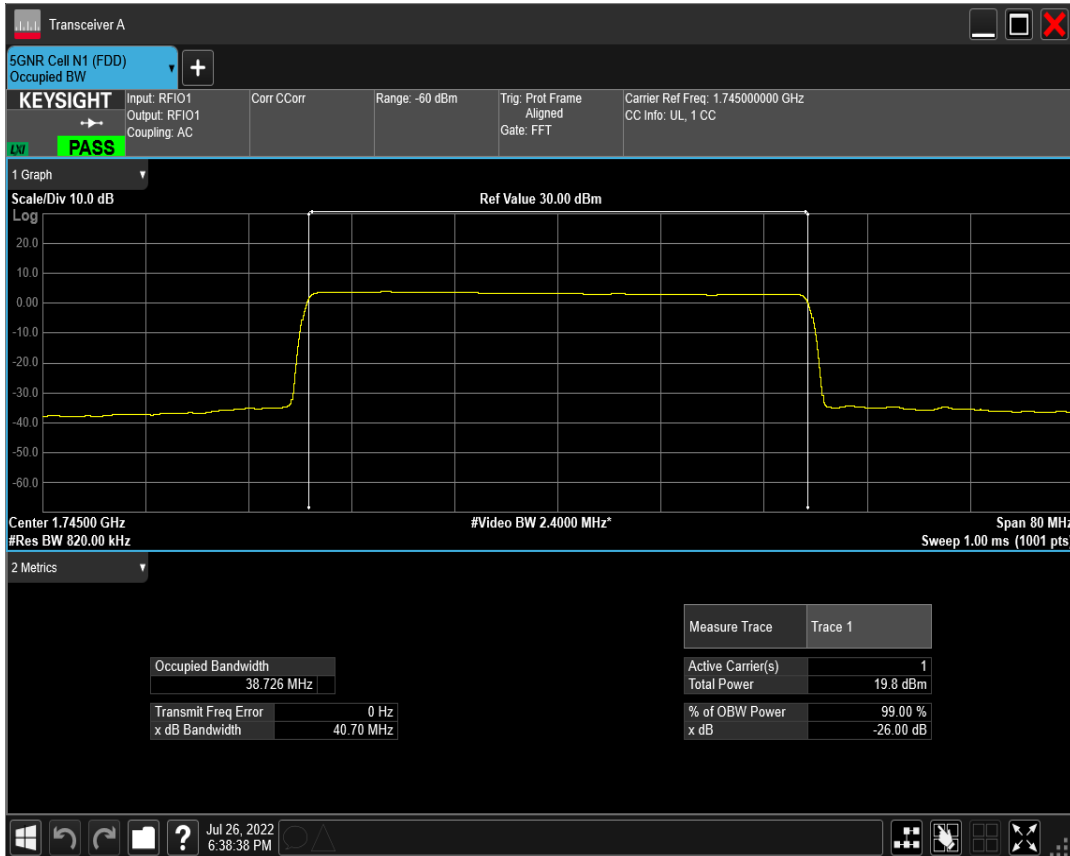 Transceiver A
5GNR Cell N1 (FDD)
Occupied BW
+
KEYSIGHT
LXI
PASS
Input: RFIO1
Output: RFIO1
Coupling: AC
Corr CCorr
Range: -60 dBm
Trig: Prot Frame
Aligned
Gate: FFT
Carrier Ref Freq: 1.745000000 GHz
CC Info: UL, 1 CC
1 Graph
Scale/Div 10.0 dB
Ref Value 30.00 dBm
Log
20.0
10.0
0.00
-10.0
-20.0
-30.0
-40.0
-50.0
-60.0
Center 1.74500 GHz
#Video BW 2.4000 MHz*
Span 80 MHz
#Res BW 820.00 kHz
Sweep 1.00 ms (1001 pts)
2 Metrics
Measure Trace Trace 1
Occupied Bandwidth
38.726 MHz
Active Carrier(s) 1
Total Power 19.8 dBm
Transmit Freq Error 0 Hz
x dB Bandwidth 40.70 MHz
% of OBW Power 99.00 %
x dB -26.00 dB
?
Jul 26, 2022
6:38:38 PM